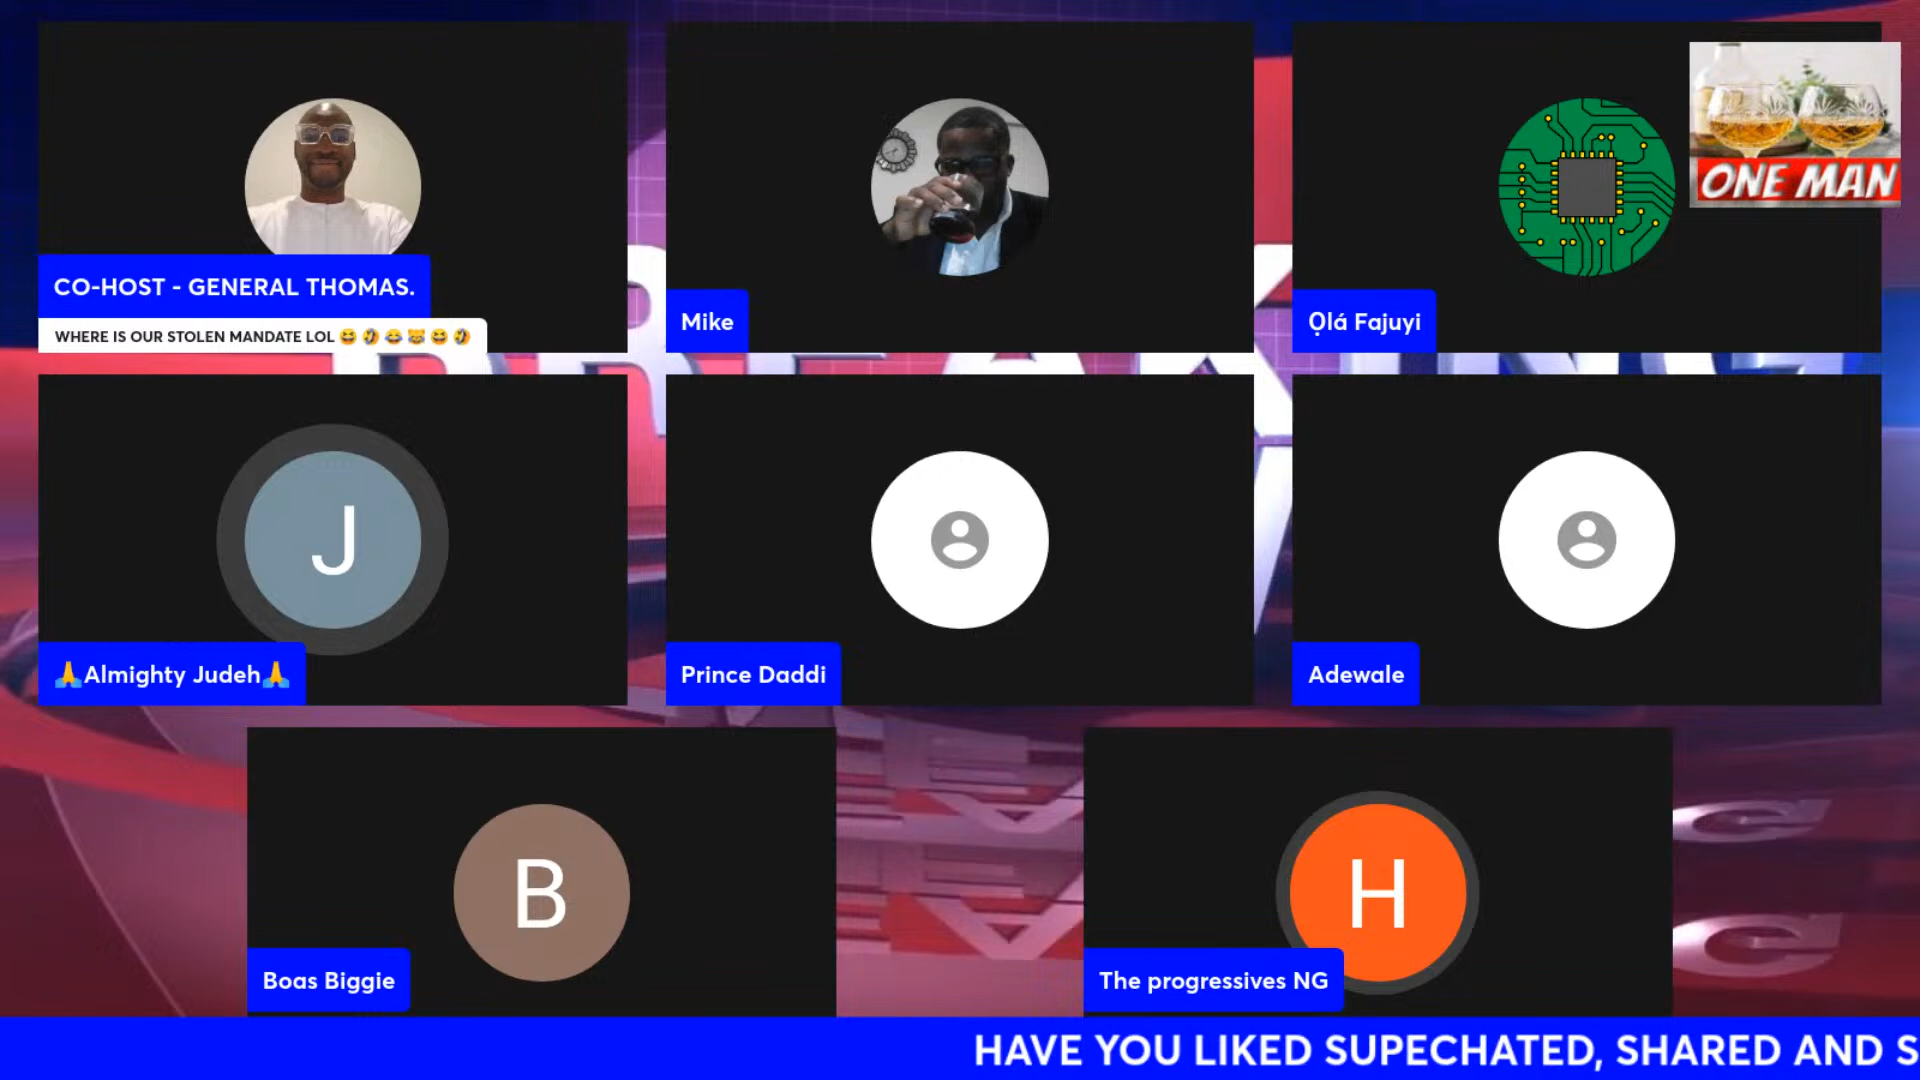 ONE MAN
CO-HOST - GENERAL THOMAS.
WHERE IS OUR STOLEN MANDATE LOL 😆🤣😂😹😆🤣
Mike
Ọlá Fajuyi
J
🙏Almighty Judeh🙏
Prince Daddi
Adewale
B
Boas Biggie
H
The progressives NG
HAVE YOU LIKED SUPECHATED, SHARED AND S